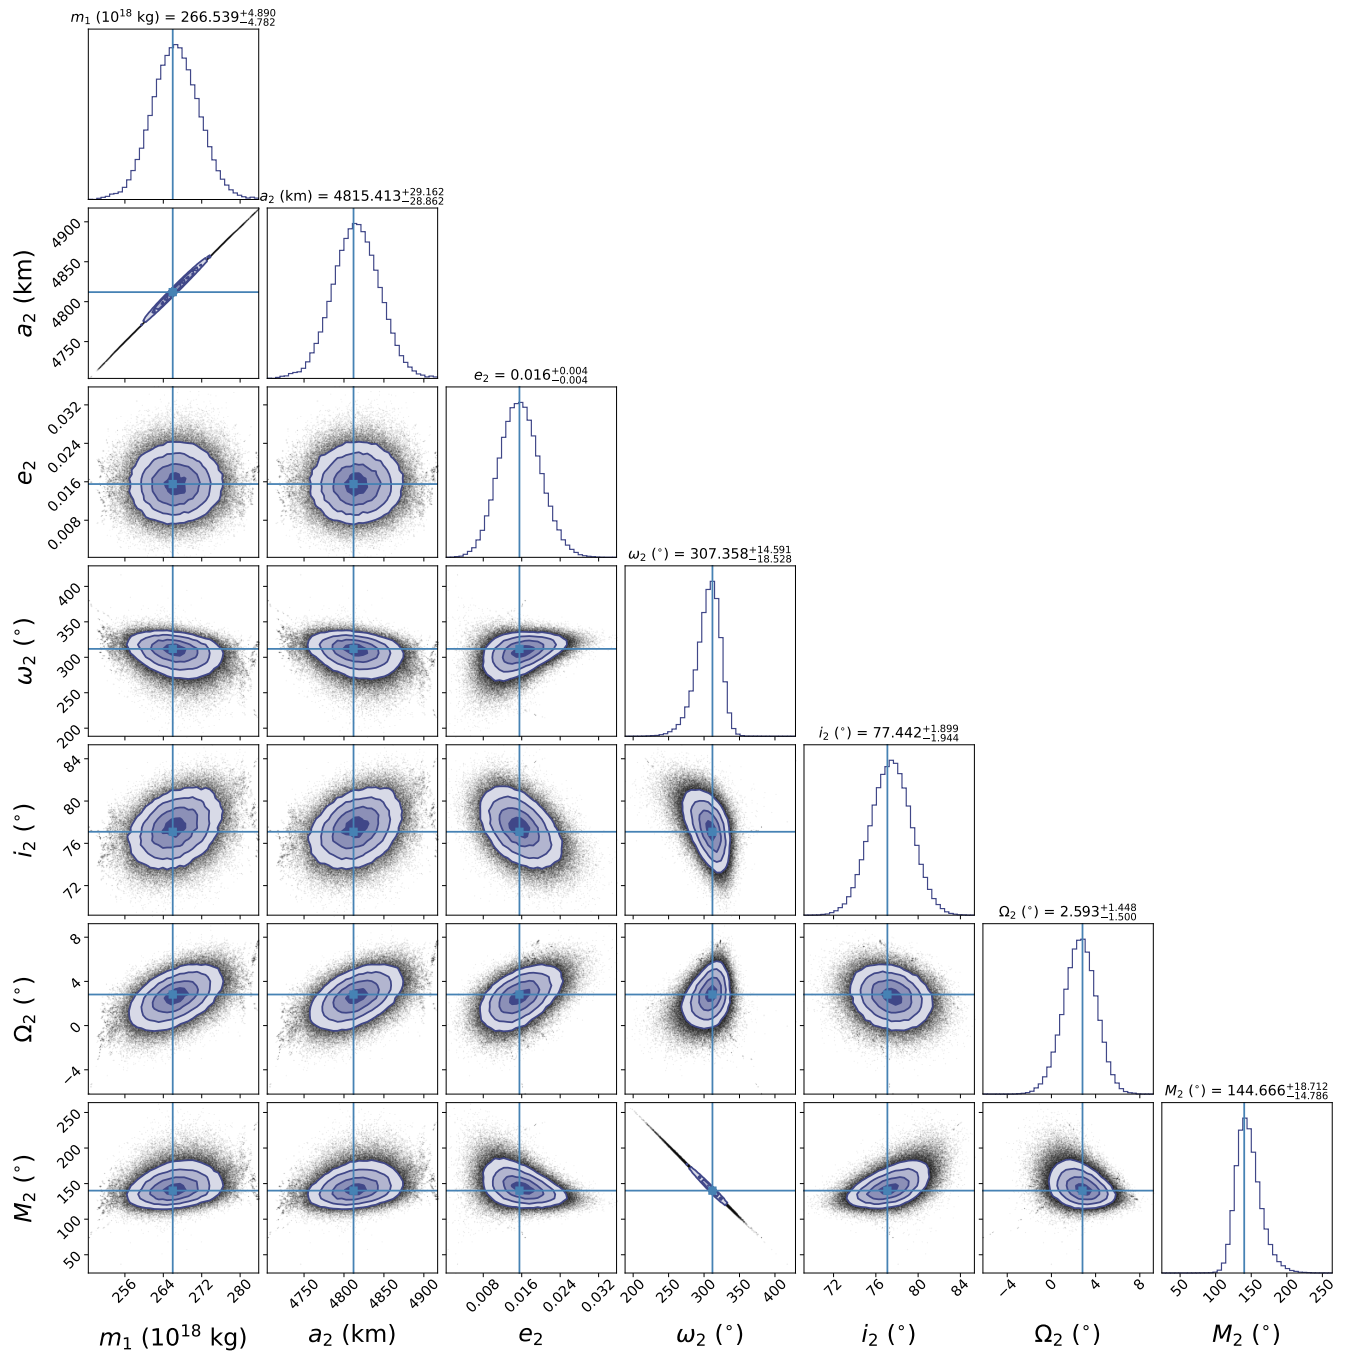 m₁ (10¹⁸ kg) = 266.539⁺⁴·⁸⁹⁰₋₄.₇₈₂
a₂ (km) = 4815.413⁺²⁹·¹⁶²₋₂₈.₈₆₂
4900
4850
4800
4750
a₂ (km)
e₂ = 0.016⁺⁰·⁰⁰⁴₋₀.₀₀₄
0.032
0.024
0.016
0.008
e₂
ω₂ (°) = 307.358⁺¹⁴·⁵⁹¹₋₁₈.₅₂₈
400
350
300
250
200
ω₂ (°)
i₂ (°) = 77.442⁺¹·⁸⁹⁹₋₁.₉₄₄
84
80
76
72
i₂ (°)
Ω₂ (°) = 2.593⁺¹·⁴⁴⁸₋₁.₅₀₀
8
4
0
−4
Ω₂ (°)
M₂ (°) = 144.666⁺¹⁸·⁷¹²₋₁₄.₇₈₆
250
200
150
100
50
M₂ (°)
256 264 272 280
4750 4800 4850 4900
0.008 0.016 0.024 0.032
200 250 300 350 400
72 76 80 84
−4 0 4 8
50 100 150 200 250
m₁ (10¹⁸ kg)
a₂ (km)
e₂
ω₂ (°)
i₂ (°)
Ω₂ (°)
M₂ (°)